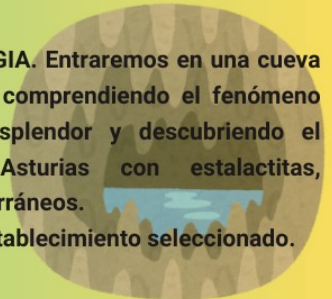 GIA. Entraremos en una cueva
comprendiendo el fenómeno
splendor y descubriendo el
Asturias con estalactitas,
rráneos.
tablecimiento seleccionado.